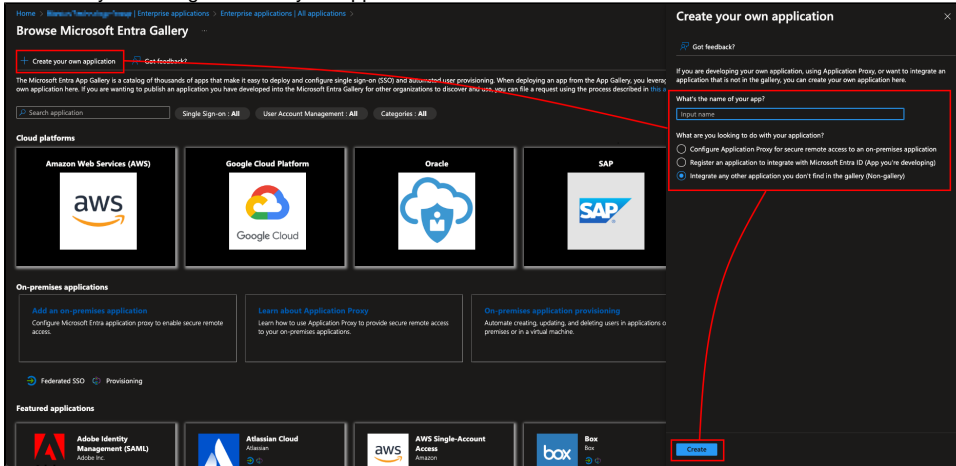 Home > | Enterprise applications > Enterprise applications | All applications >
Browse Microsoft Entra Gallery ...
+ Create your own application Got feedback?
The Microsoft Entra App Gallery is a catalog of thousands of apps that make it easy to deploy and configure single sign-on (SSO) and automated user provisioning. When deploying an app from the App Gallery, you leverag
own application here. If you are wanting to publish an application you have developed into the Microsoft Entra Gallery for other organizations to discover and use, you can file a request using the process described in this a
Search application
Single Sign-on : All
User Account Management : All
Categories : All
Cloud platforms
Amazon Web Services (AWS)
aws
Google Cloud Platform
Google Cloud
Oracle
SAP
SAP
On-premises applications
Add an on-premises application
Configure Microsoft Entra application proxy to enable secure remote
access.
Learn about Application Proxy
Learn how to use Application Proxy to provide secure remote access
to your on-premises applications.
On-premises application provisioning
Automate creating, updating, and deleting users in applications o
premises or in a virtual machine.
Federated SSO Provisioning
Featured applications
Adobe Identity
Management (SAML)
Adobe Inc.
Atlassian Cloud
Atlassian
aws
AWS Single-Account
Access
Amazon
box
Box
Box
Create your own application
Got feedback?
If you are developing your own application, using Application Proxy, or want to integrate an
application that is not in the gallery, you can create your own application here.
What's the name of your app?
Input name
What are you looking to do with your application?
Configure Application Proxy for secure remote access to an on-premises application
Register an application to integrate with Microsoft Entra ID (App you're developing)
Integrate any other application you don't find in the gallery (Non-gallery)
Create